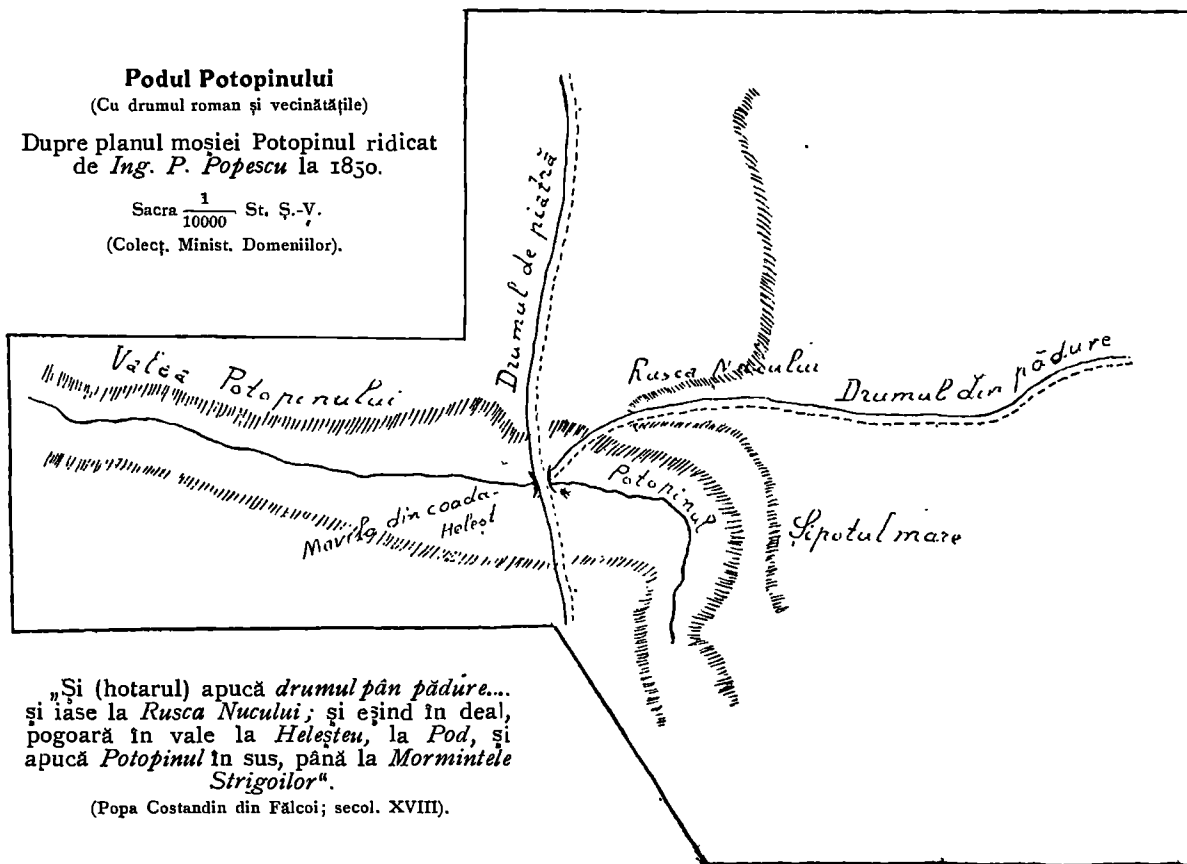 Podul Potopinului
(Cu drumul roman și vecinătățile)
Dupre planul moșiei Potopinul ridicat
de Ing. P. Popescu la 1850.
Sacra 1/10000 St. Ș.-V.
(Colecț. Minist. Domeniilor).
Drumul de piatră
Valea Potopinului
Rusca Nucului
Drumul din pădure
Potopinul
Movila din coada-
Heleșt
Șipotul mare
„Și (hotarul) apucă drumul pân pădure....
și iase la Rusca Nucului; și eșind în deal,
pogoară în vale la Heleșteu, la Pod, și
apucă Potopinul în sus, până la Mormintele
Strigoilor“.
(Popa Costandin din Fălcoi; secol. XVIII).